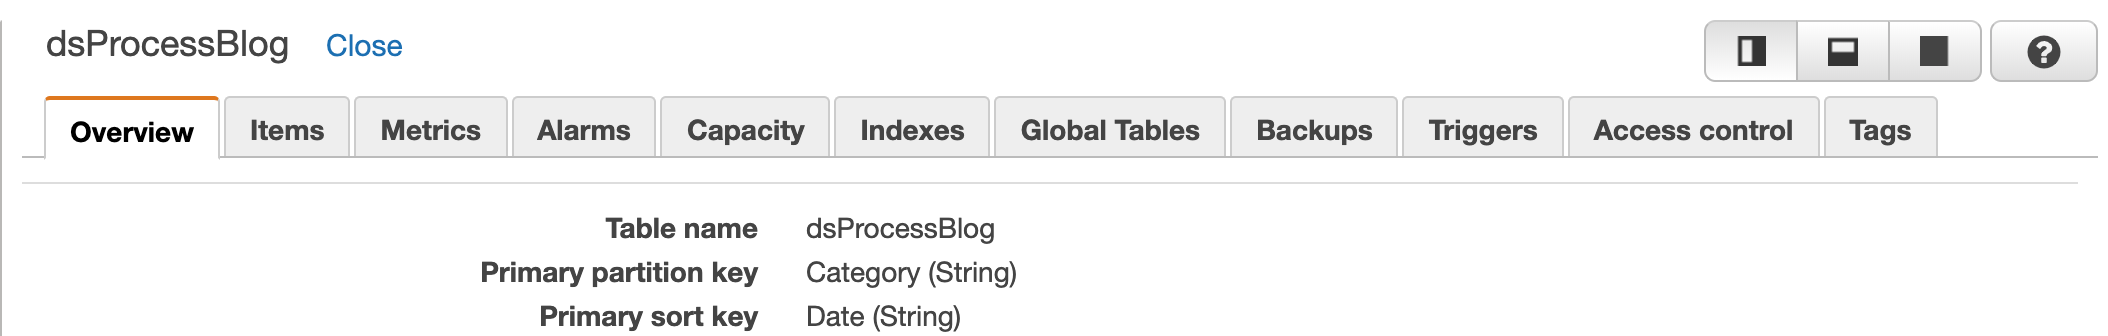 dsProcessBlog Close
?
Overview Items Metrics Alarms Capacity Indexes Global Tables Backups Triggers Access control Tags
Table name dsProcessBlog
Primary partition key Category (String)
Primary sort key Date (String)